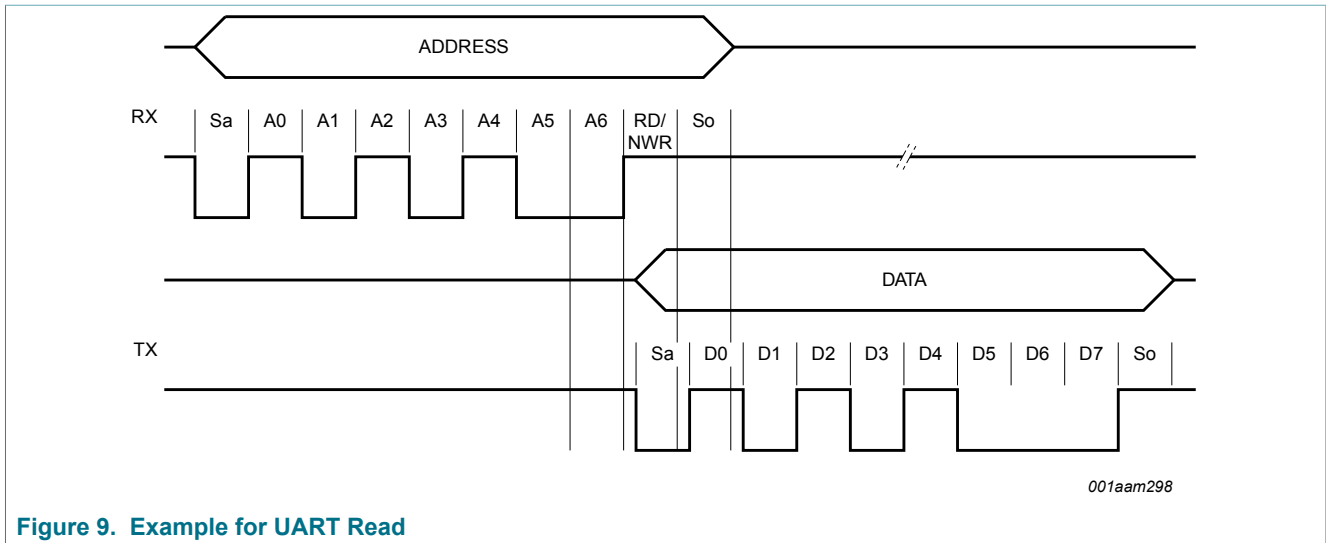 ADDRESS
RX Sa A0 A1 A2 A3 A4 A5 A6 RD/ So
NWR
DATA
TX Sa D0 D1 D2 D3 D4 D5 D6 D7 So
001aam298
Figure 9. Example for UART Read